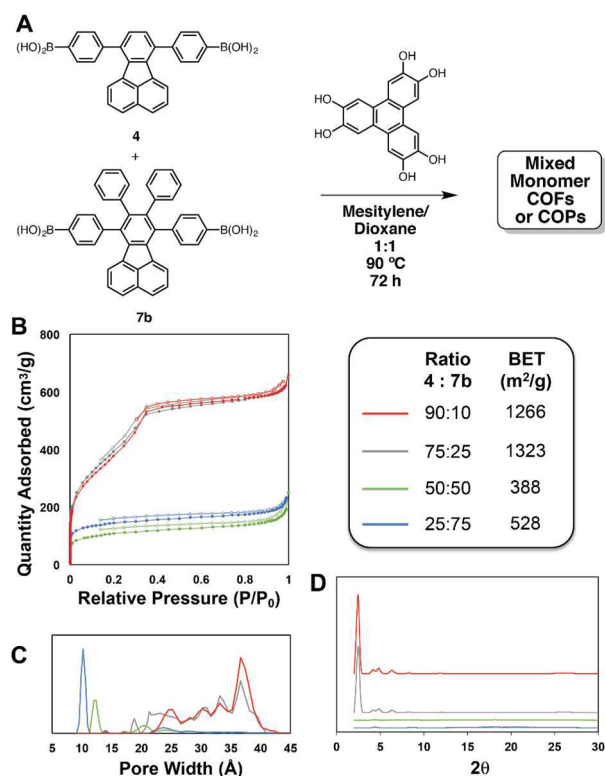 A
(HO)₂B
B(OH)₂
4
+
(HO)₂B
B(OH)₂
7b
OH
OH
HO
OH
HO
OH
Mesitylene/
Dioxane
1:1
90 ºC
72 h
Mixed
Monomer
COFs
or COPs
B
Quantity Adsorbed (cm³/g)
800
600
400
200
0
0 0.2 0.4 0.6 0.8 1
Relative Pressure (P/P₀)
Ratio BET
4 : 7b (m²/g)
90:10 1266
75:25 1323
50:50 388
25:75 528
C
5 10 15 20 25 30 35 40 45
Pore Width (Å)
D
0 5 10 15 20 25 30
2θ